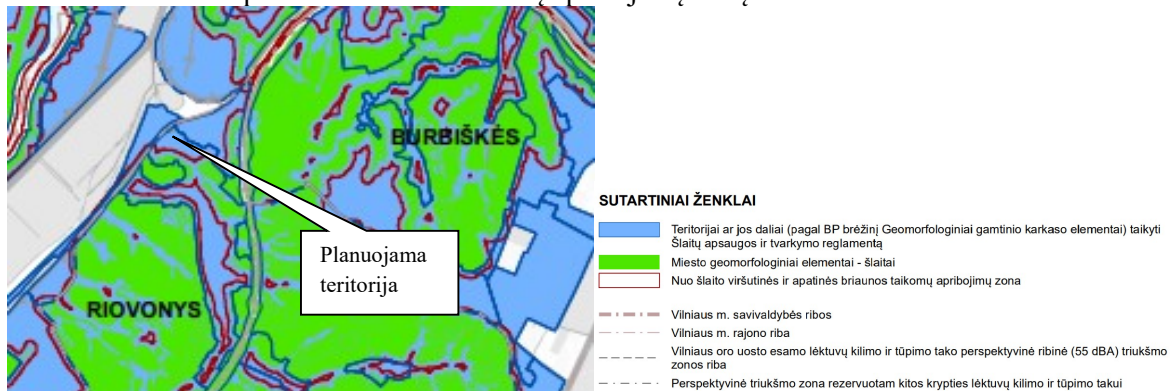 BURBIŠKĖS
Planuojama
teritorija
RIOVONYS
SUTARTINIAI ŽENKLAI
Teritorijai ar jos daliai (pagal BP brėžinį Geomorfologiniai gamtinio karkaso elementai) taikyti
Šlaitų apsaugos ir tvarkymo reglamentą
Miesto geomorfologiniai elementai - šlaitai
Nuo šlaito viršutinės ir apatinės briaunos taikomų apribojimų zona
Vilniaus m. savivaldybės ribos
Vilniaus m. rajono riba
Vilniaus oro uosto esamo lėktuvų kilimo ir tūpimo tako perspektyvinė ribinė (55 dBA) triukšmo
zonos riba
Perspektyvinė triukšmo zona rezervuotam kitos krypties lėktuvų kilimo ir tūpimo takui